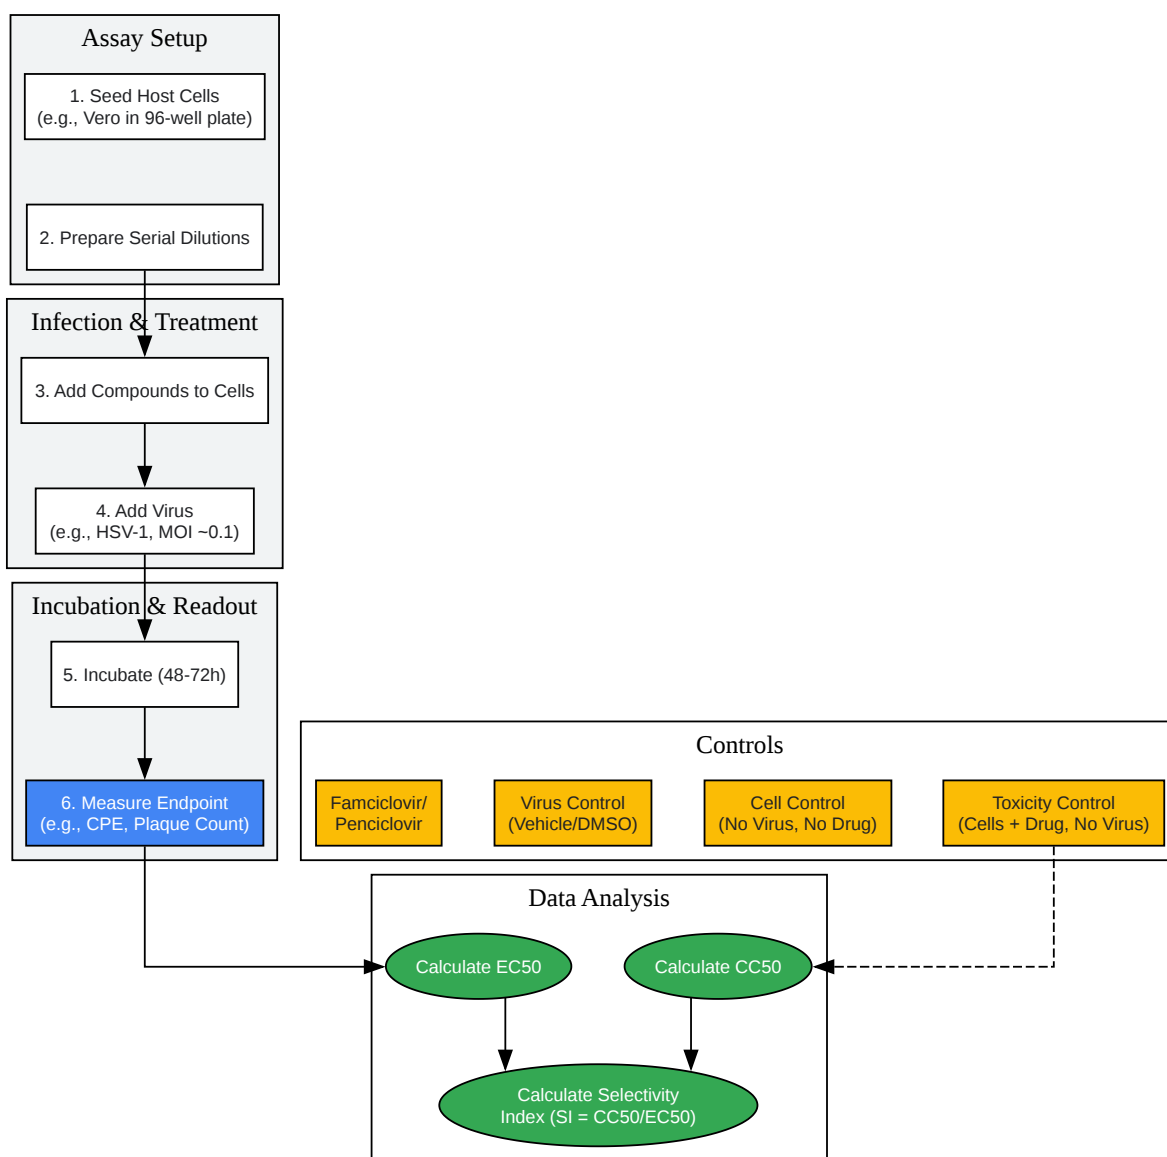 Assay Setup
1. Seed Host Cells
(e.g., Vero in 96-well plate)
2. Prepare Serial Dilutions
Infection & Treatment
3. Add Compounds to Cells
4. Add Virus
(e.g., HSV-1, MOI ~0.1)
Incubation & Readout
5. Incubate (48-72h)
6. Measure Endpoint
(e.g., CPE, Plaque Count)
Controls
Famciclovir/
Penciclovir
Virus Control
(Vehicle/DMSO)
Cell Control
(No Virus, No Drug)
Toxicity Control
(Cells + Drug, No Virus)
Data Analysis
Calculate EC50
Calculate CC50
Calculate Selectivity
Index (SI = CC50/EC50)